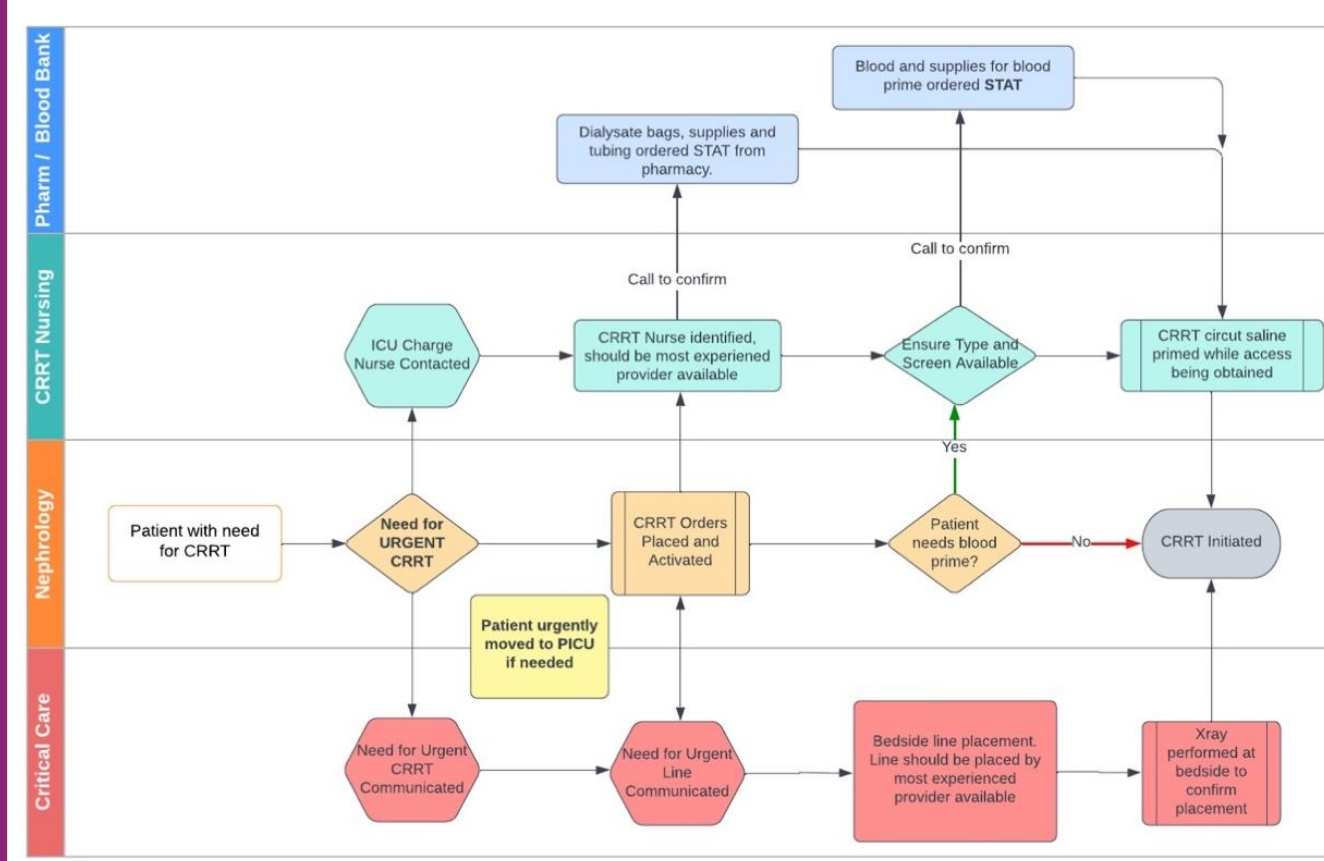 Pharm / Blood Bank
Blood and supplies for blood
prime ordered STAT
Dialysate bags, supplies and
tubing ordered STAT from
pharmacy.
CRRT Nursing
Call to confirm
Call to confirm
ICU Charge
Nurse Contacted
CRRT Nurse identified,
should be most experiened
provider available
Ensure Type and
Screen Available
CRRT circut saline
primed while access
being obtained
Nephrology
Yes
Patient with need
for CRRT
Need for
URGENT
CRRT
CRRT Orders
Placed and
Activated
Patient
needs blood
prime?
No
CRRT Initiated
Patient urgently
moved to PICU
if needed
Critical Care
Need for Urgent
CRRT
Communicated
Need for Urgent
Line
Communicated
Bedside line placement.
Line should be placed by
most experienced
provider available
Xray
performed at
bedside to
confirm
placement